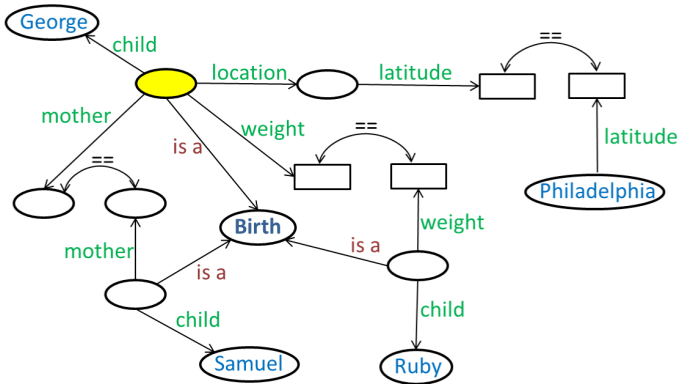 George
child
==
location
latitude
mother
weight
==
is a
==
latitude
Philadelphia
Birth
weight
mother
is a
is a
child
child
Samuel
Ruby